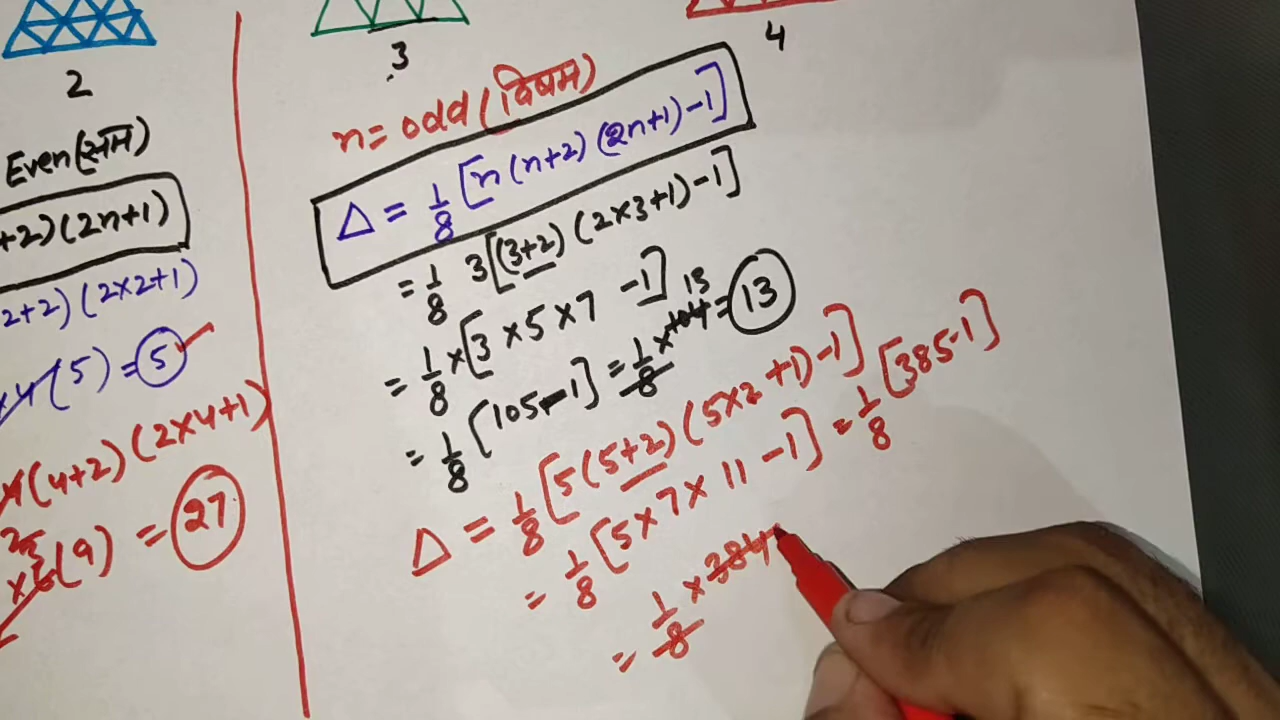 2
Even (सम)
+2)(2n+1)
2+2)(2×2+1)
×4(5) = 5
4(4+2)(2×4+1)
×6(9) = 27
3
4
n = odd (विषम)
Δ = 1/8 [n(n+2)(2n+1)-1]
= 1/8 3[(3+2)(2×3+1)-1]
= 1/8 × [3×5×7 -1]
= 1/8 [105-1] = 1/8 × 104 13 = 13
Δ = 1/8 [5(5+2)(5×2+1)-1] = 1/8 [385-1]
= 1/8 [5×7×11-1]
= 1/8 × 384